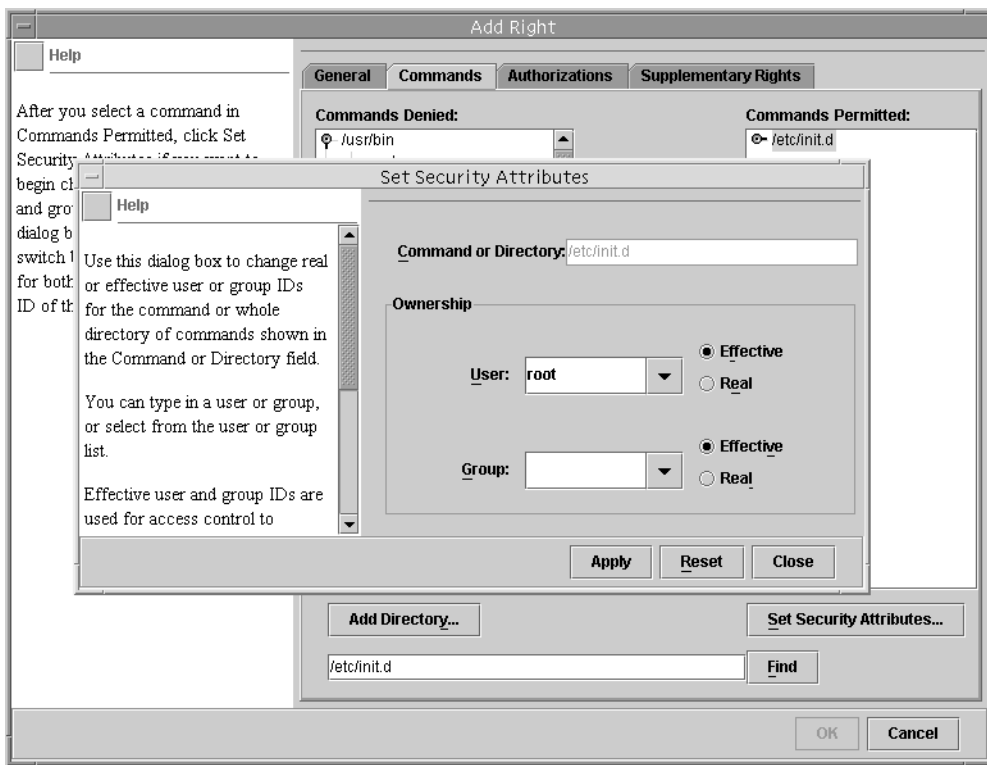 Add Right
Help
After you select a command in
Commands Permitted, click Set
Security Attributes if you want to
begin
and
dialog
switch
for both
ID of
General
Commands
Authorizations
Supplementary Rights
Commands Denied:
/usr/bin
Commands Permitted:
/etc/init.d
Set Security Attributes
Help
Use this dialog box to change real
or effective user or group IDs
for the command or whole
directory of commands shown in
the Command or Directory field.
You can type in a user or group,
or select from the user or group
list.
Effective user and group IDs are
used for access control to
Command or Directory: /etc/init.d
Ownership
User: root
Effective
Real
Group:
Effective
Real
Apply
Reset
Close
Add Directory...
Set Security Attributes...
/etc/init.d
Find
OK
Cancel